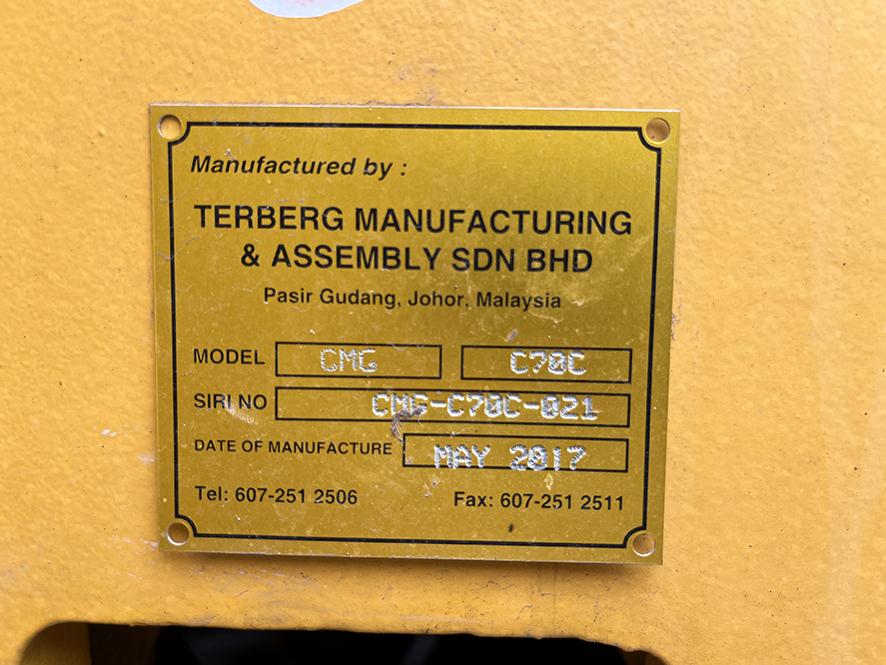 Manufactured by :
TERBERG MANUFACTURING
& ASSEMBLY SDN BHD
Pasir Gudang, Johor, Malaysia
MODEL CMG C70C
SIRI NO CMG-C70C-021
DATE OF MANUFACTURE MAY 2017
Tel: 607-251 2506 Fax: 607-251 2511